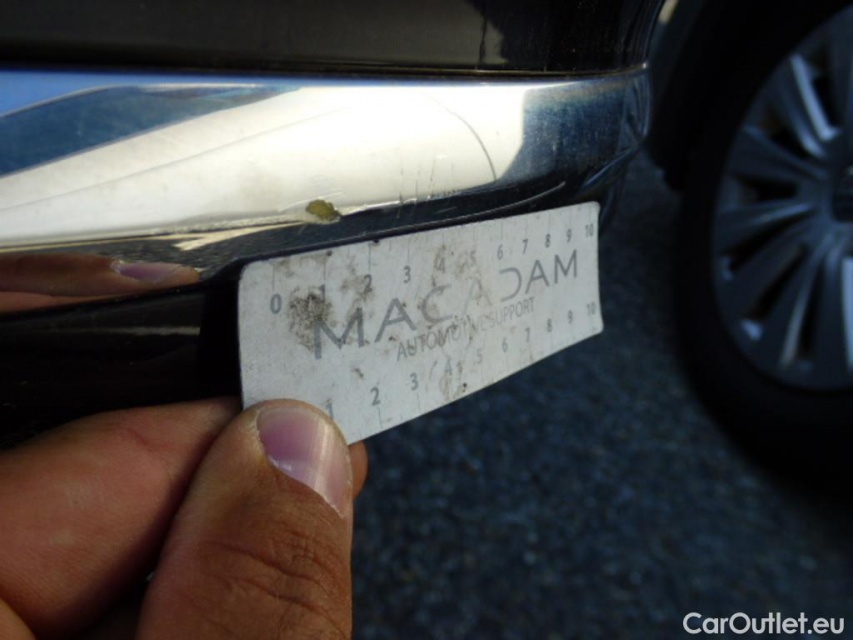 0 1 2 3 4 5 6 7 8 9 10
MACADAM
AUTOMOTIVE SUPPORT
1 2 3 4 5 6 7 8 9 10
CarOutlet.eu